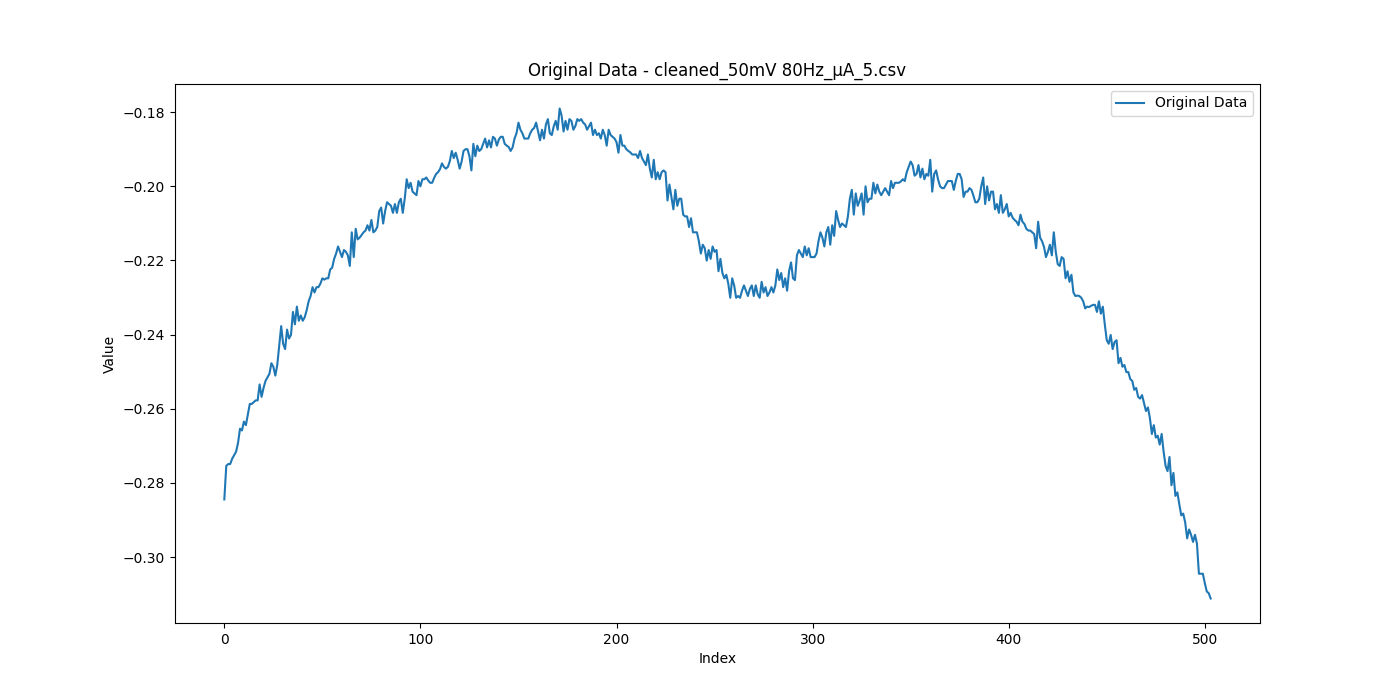 Original Data - cleaned_50mV 80Hz_μA_5.csv
Original Data
−0.18
−0.20
−0.22
−0.24
−0.26
−0.28
−0.30
Value
0 100 200 300 400 500
Index